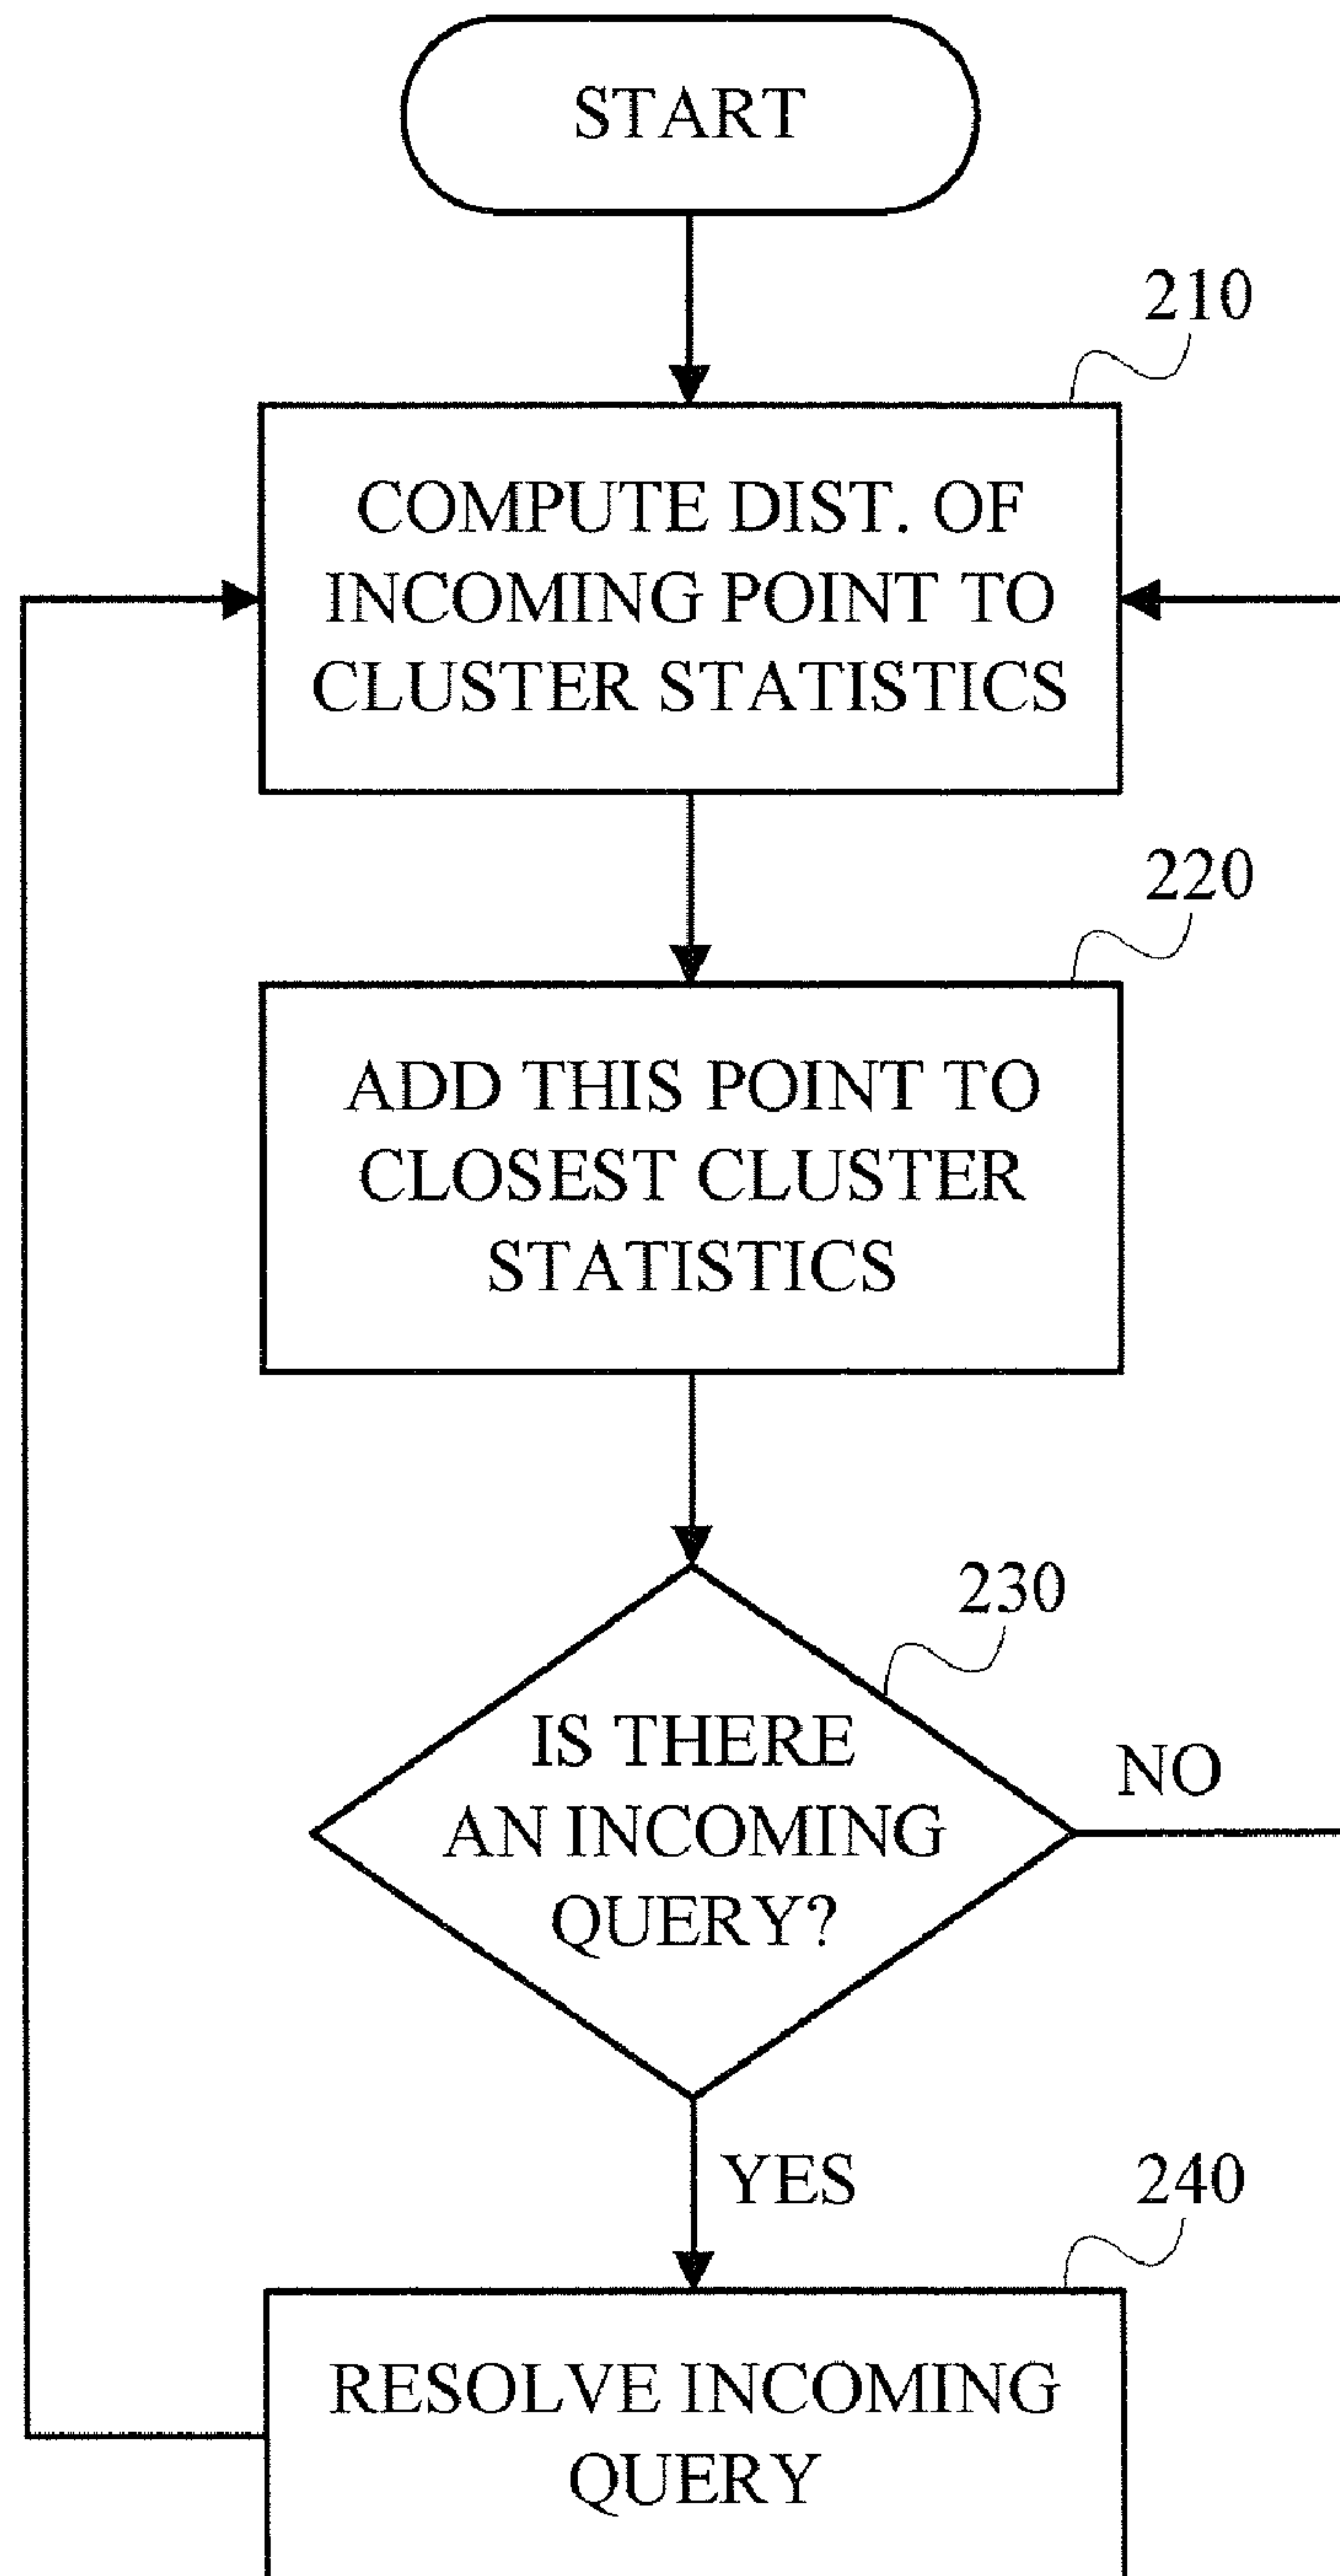 START
210
COMPUTE DIST. OF
INCOMING POINT TO
CLUSTER STATISTICS
220
ADD THIS POINT TO
CLOSEST CLUSTER
STATISTICS
230
IS THERE
AN INCOMING
QUERY?
NO
YES
240
RESOLVE INCOMING
QUERY